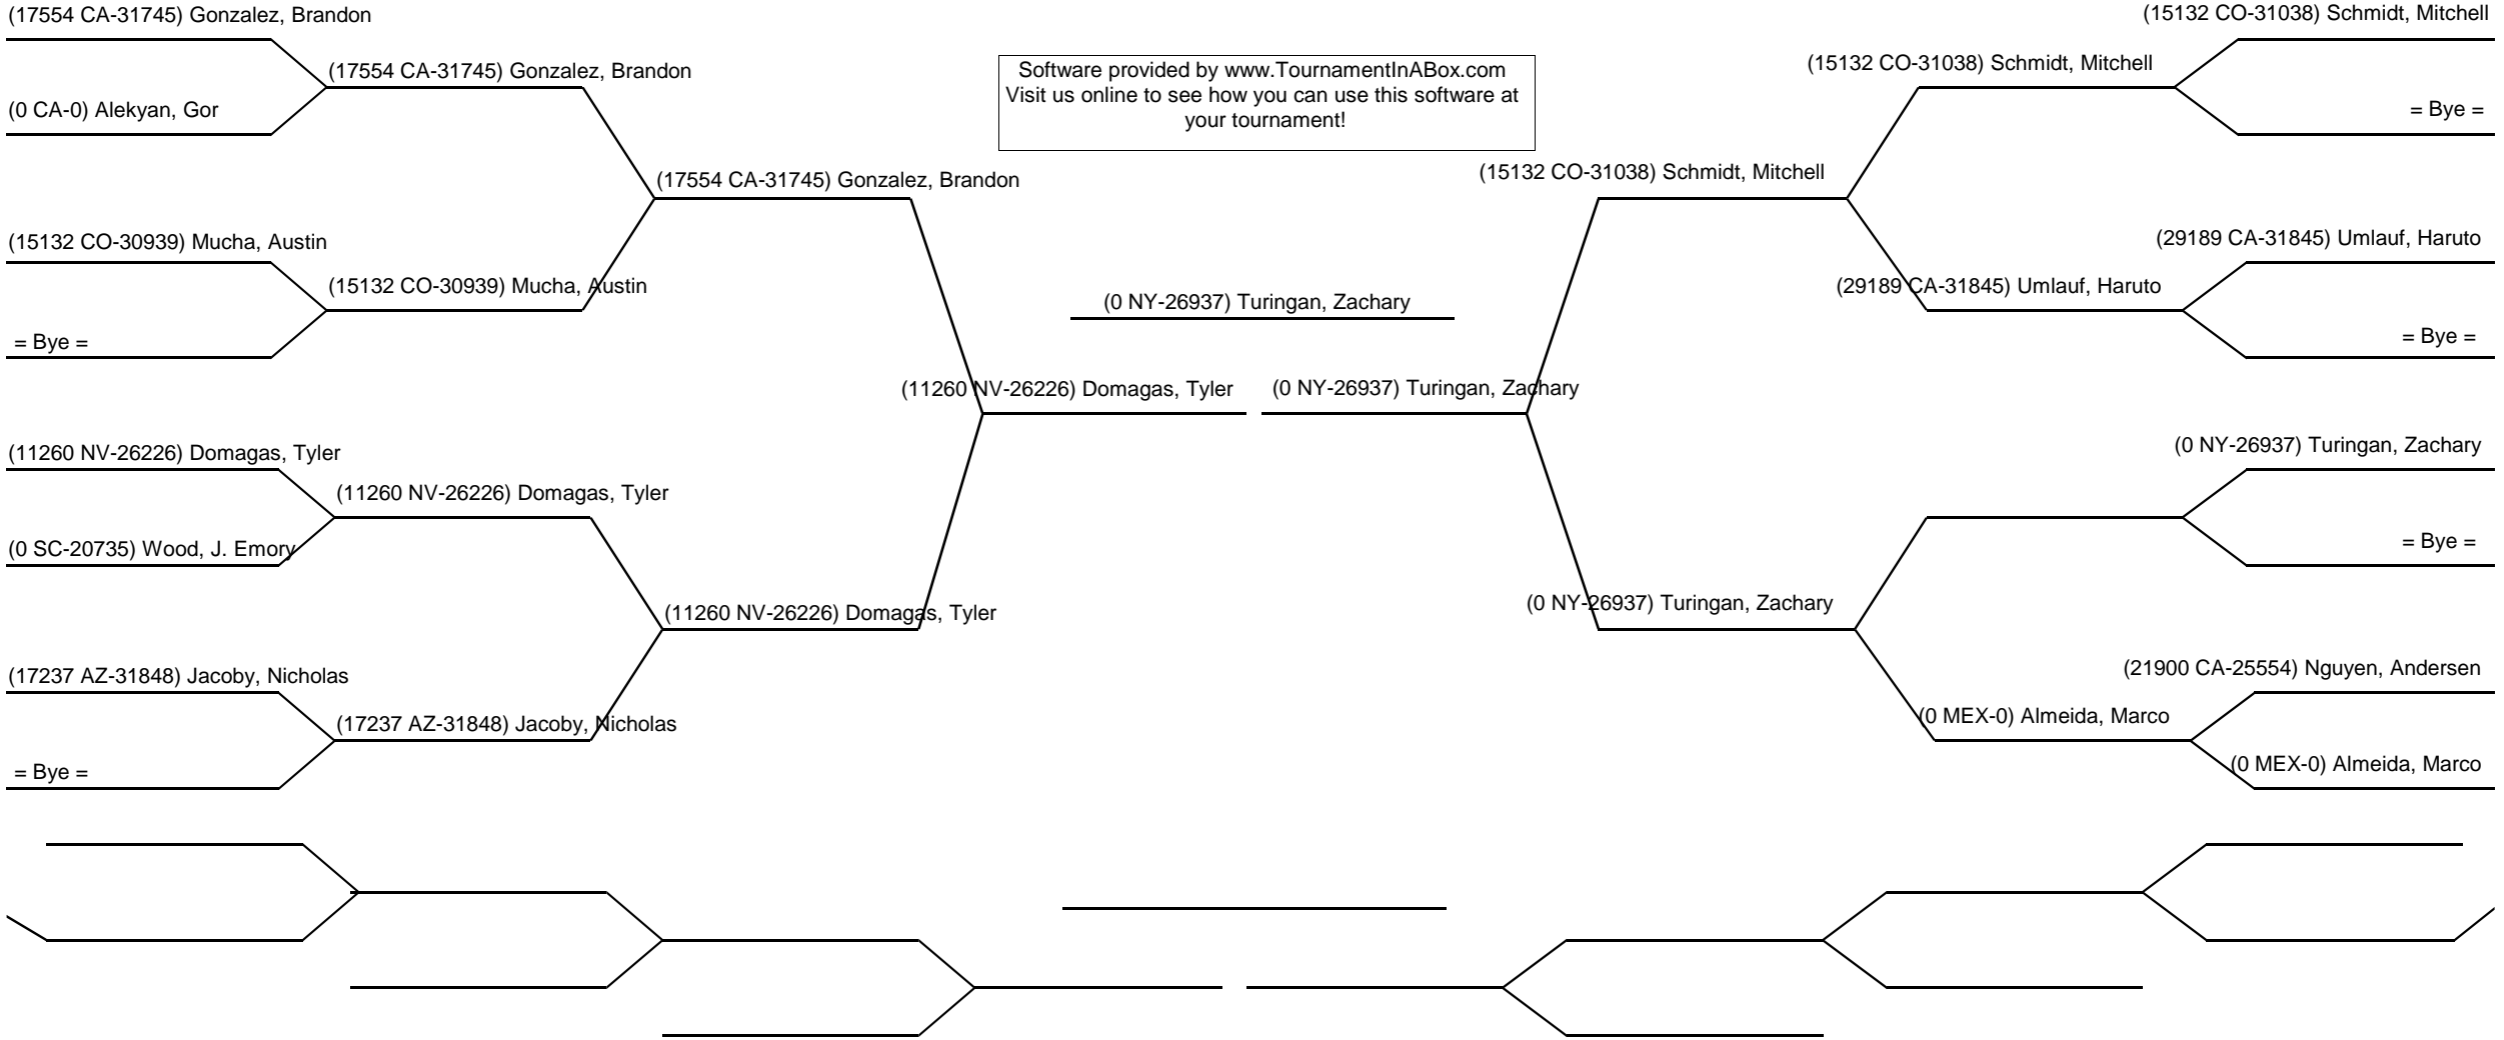 (17554 CA-31745) Gonzalez, Brandon
(17554 CA-31745) Gonzalez, Brandon
(0 CA-0) Alekyan, Gor
(17554 CA-31745) Gonzalez, Brandon
(15132 CO-30939) Mucha, Austin
(15132 CO-30939) Mucha, Austin
= Bye =
(11260 NV-26226) Domagas, Tyler
(11260 NV-26226) Domagas, Tyler
(11260 NV-26226) Domagas, Tyler
(0 SC-20735) Wood, J. Emory
(11260 NV-26226) Domagas, Tyler
(17237 AZ-31848) Jacoby, Nicholas
(17237 AZ-31848) Jacoby, Nicholas
= Bye =
Software provided by www.TournamentInABox.com
Visit us online to see how you can use this software at
your tournament!
(0 NY-26937) Turingan, Zachary
(0 NY-26937) Turingan, Zachary
(15132 CO-31038) Schmidt, Mitchell
(15132 CO-31038) Schmidt, Mitchell
= Bye =
(15132 CO-31038) Schmidt, Mitchell
(29189 CA-31845) Umlauf, Haruto
(29189 CA-31845) Umlauf, Haruto
= Bye =
(0 NY-26937) Turingan, Zachary
= Bye =
(0 NY-26937) Turingan, Zachary
(21900 CA-25554) Nguyen, Andersen
(0 MEX-0) Almeida, Marco
(0 MEX-0) Almeida, Marco